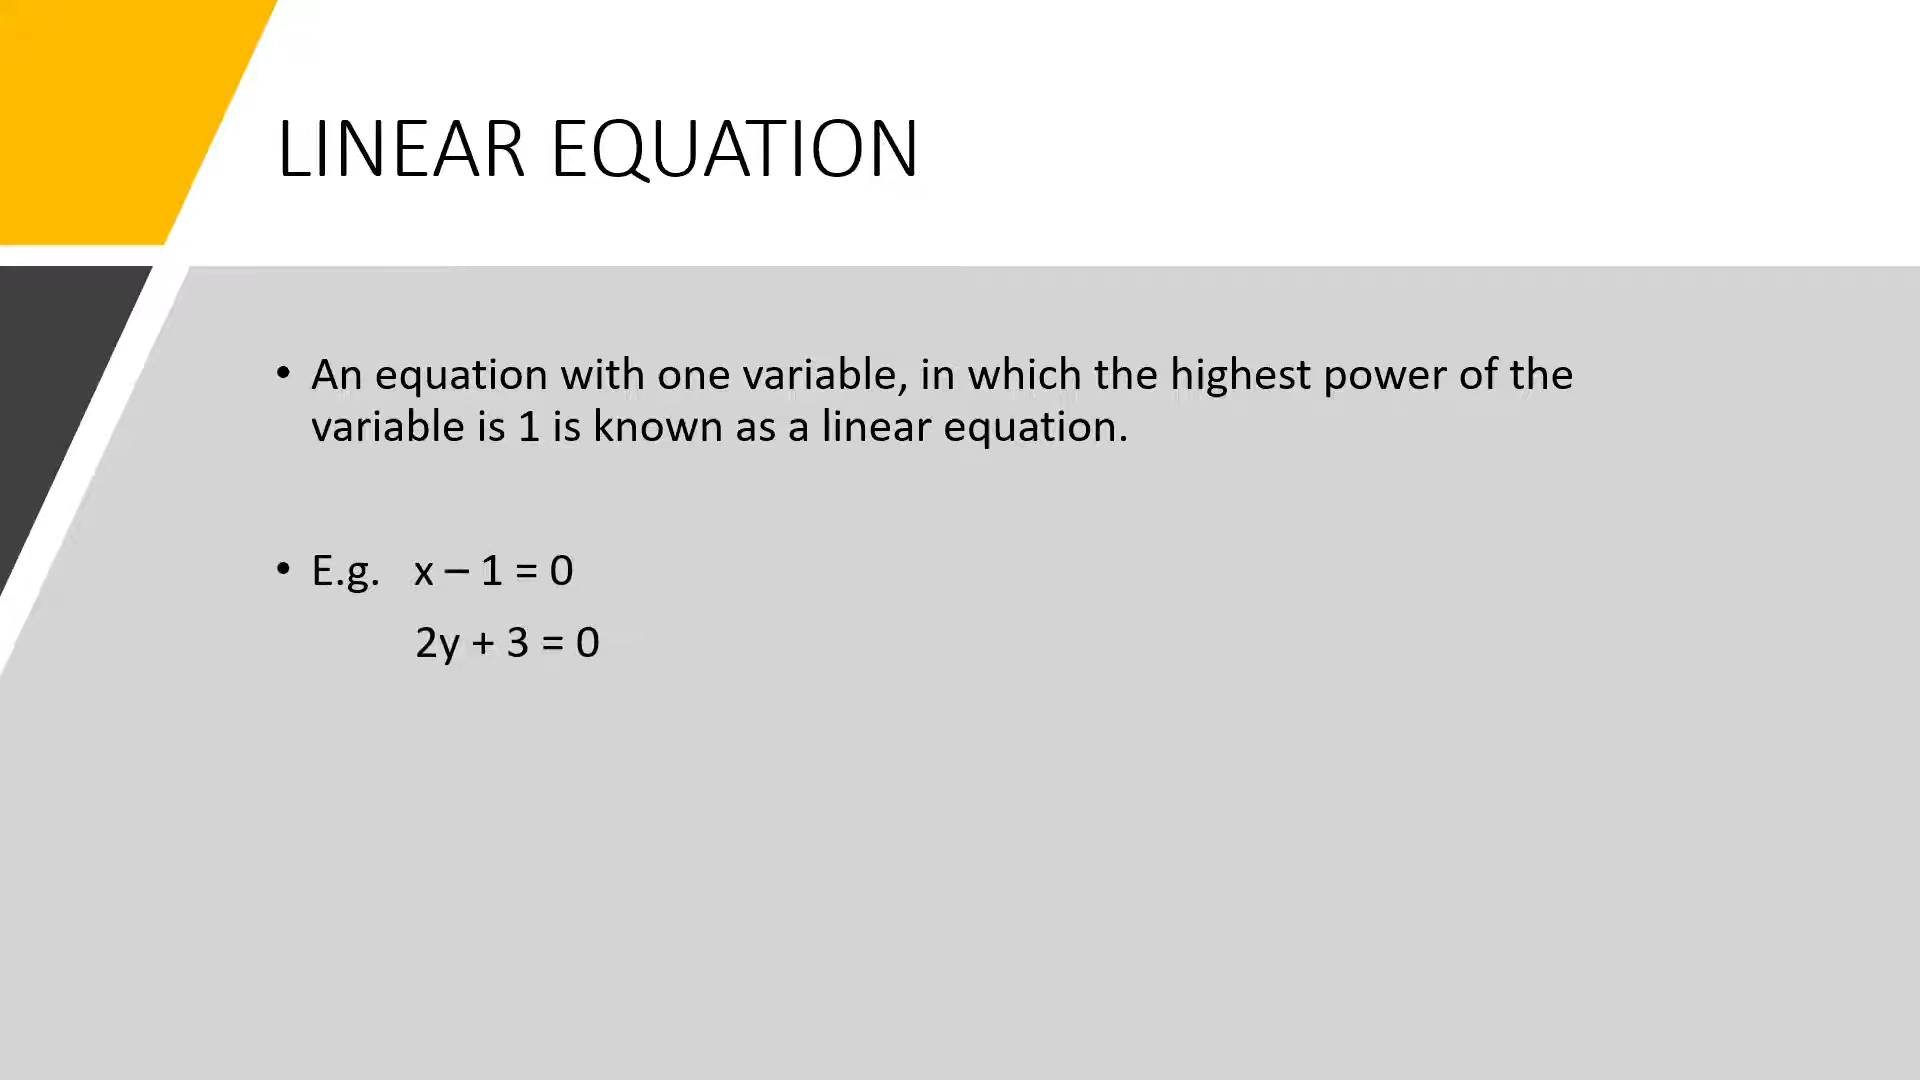 LINEAR EQUATION
• An equation with one variable, in which the highest power of the
variable is 1 is known as a linear equation.
• E.g. x – 1 = 0
2y + 3 = 0